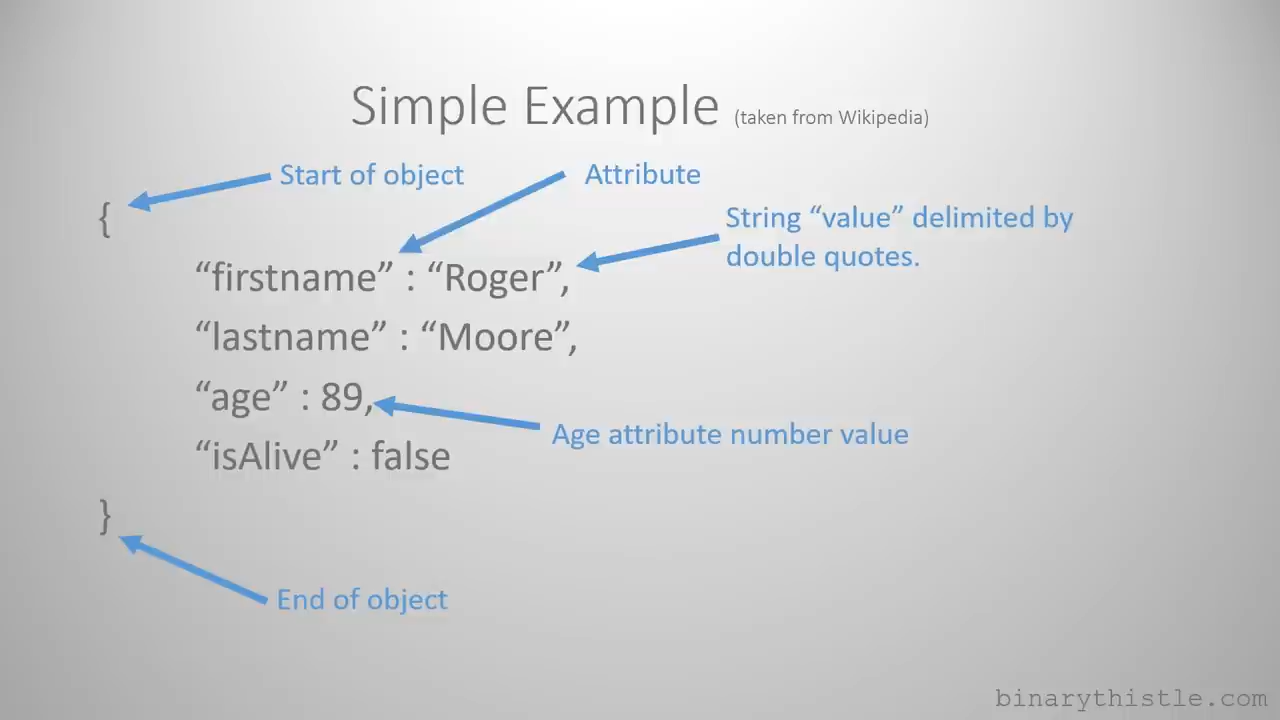 Simple Example (taken from Wikipedia)
Start of object
Attribute
{
String “value” delimited by
double quotes.
“firstname” : “Roger”,
“lastname” : “Moore”,
“age” : 89,
Age attribute number value
“isAlive” : false
}
End of object
binarythistle.com